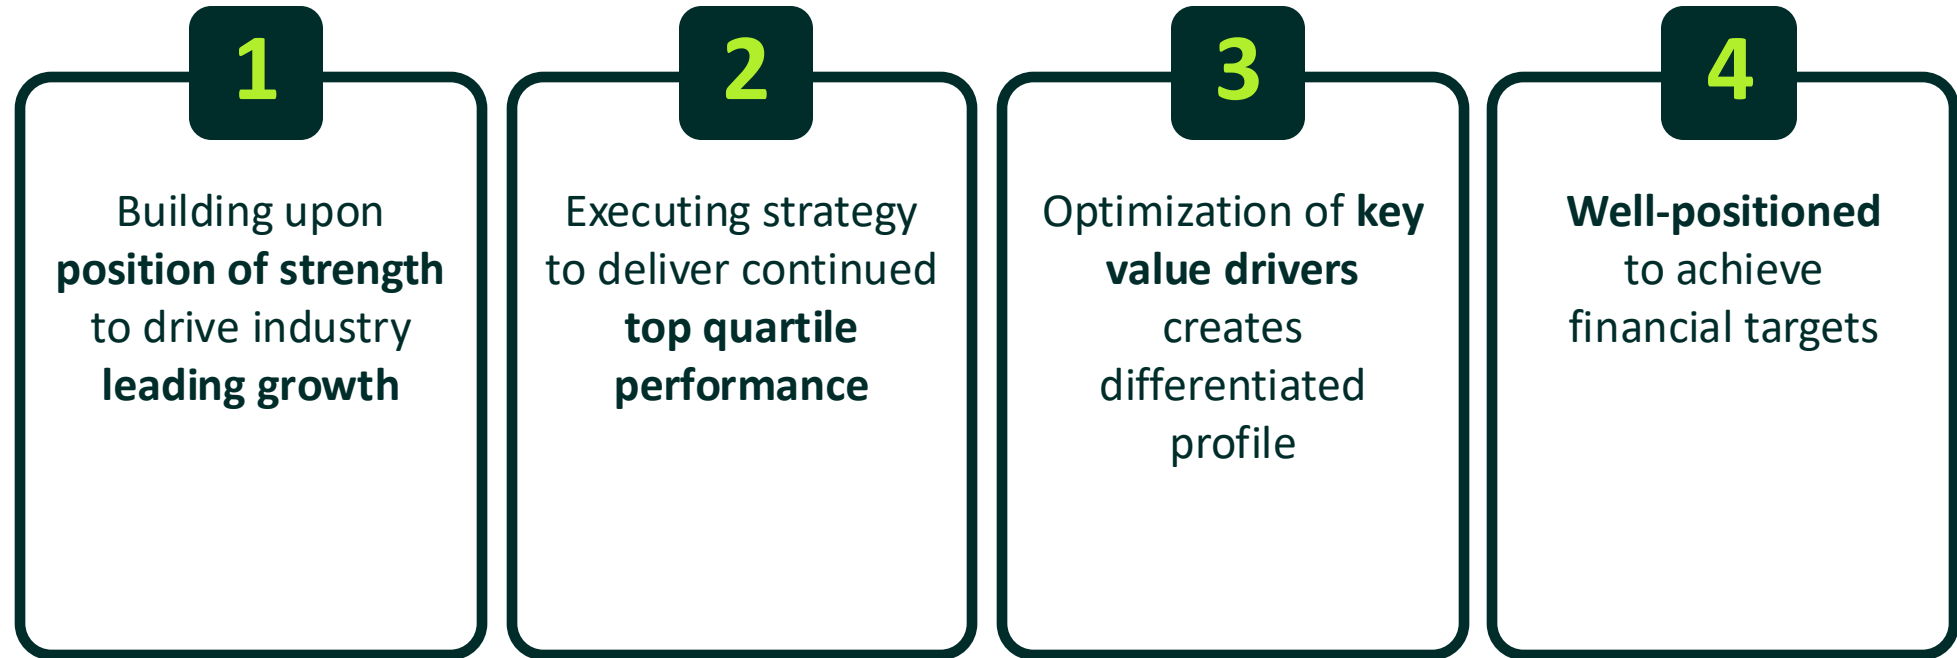 1
Building upon
position of strength
to drive industry
leading growth
2
Executing strategy
to deliver continued
top quartile
performance
3
Optimization of key
value drivers
creates
differentiated
profile
4
Well-positioned
to achieve
financial targets